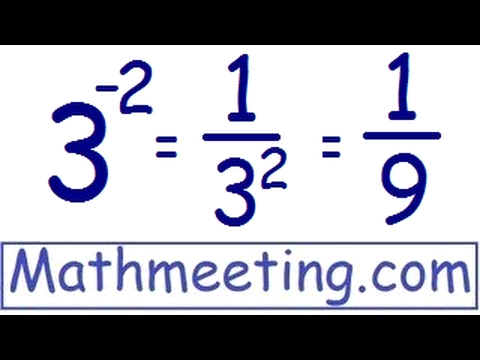 3⁻² = 1/3² = 1/9
Mathmeeting.com